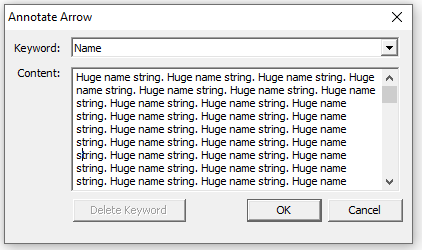 Annotate Arrow
Keyword: Name
Content:
Huge name string. Huge name string. Huge name string. Huge
name string. Huge name string. Huge name string. Huge name
string. Huge name string. Huge name string. Huge name
string. Huge name string. Huge name string. Huge name
string. Huge name string. Huge name string. Huge name
string. Huge name string. Huge name string. Huge name
string. Huge name string. Huge name string. Huge name
string. Huge name string. Huge name string. Huge name
string. Huge name string. Huge name string. Huge name
Delete Keyword OK Cancel